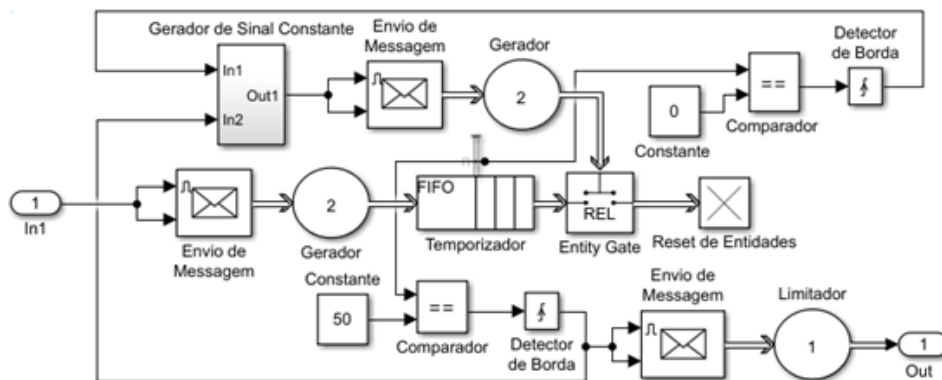 Gerador de Sinal Constante
Envio de
Messagem
Gerador
Detector
de Borda
In1
Out1
In2
2
==
0
Comparador
Constante
n
FIFO
1
In1
2
REL
Temporizador
Entity Gate
Reset de Entidades
Envio de
Messagem
Gerador
Constante
Envio de
Messagem
Limitador
50
==
1
1
Comparador
Detector
de Borda
Out